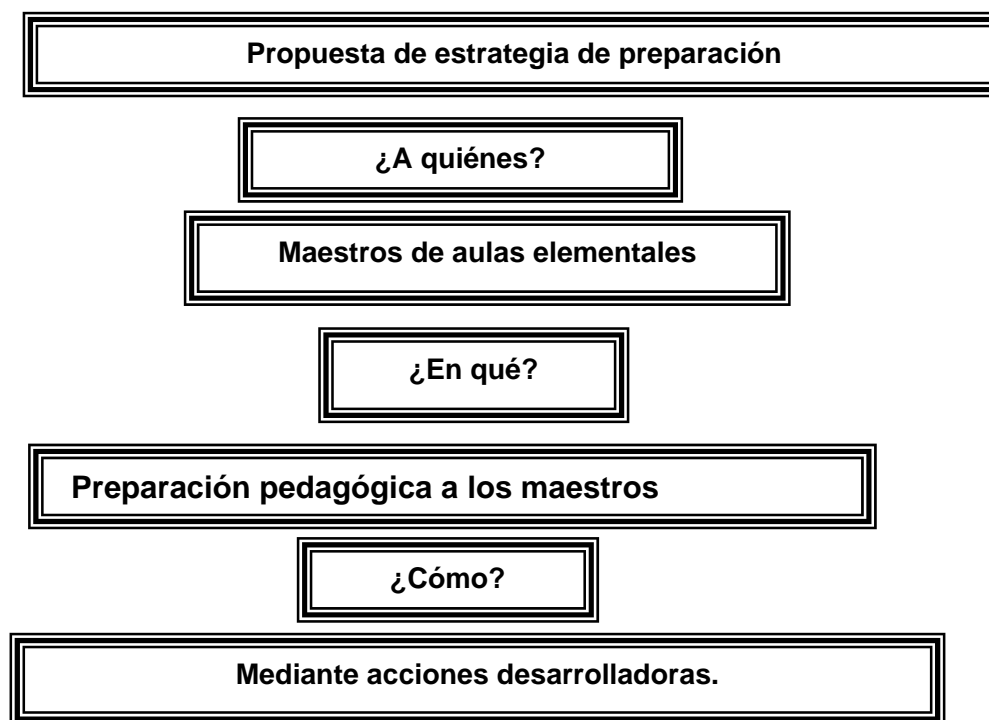 Propuesta de estrategia de preparación
¿A quiénes?
Maestros de aulas elementales
¿En qué?
Preparación pedagógica a los maestros
¿Cómo?
Mediante acciones desarrolladoras.